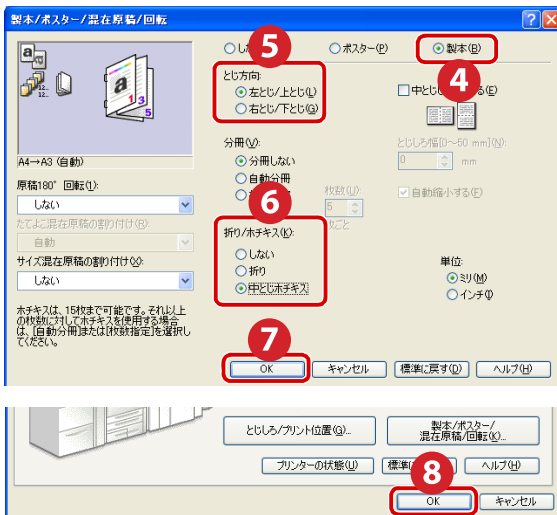 製本/ポスター/混在原稿/回転
5
ポスター(P)
製本(B)
4
とじ方向:
左とじ/上とじ(L)
右とじ/下とじ(G)
中とじ
(E)
とじしろ幅[0~50 mm](N):
0 mm
分冊(V):
分冊しない
自動分冊
枚数(U):
5
自動縮小する(F)
6
A4→A3 (自動)
原稿180° 回転(1):
しない
たてよこ混在原稿の割り付け(R):
自動
サイズ混在原稿の割り付け(X):
しない
折り/ホチキス(K):
しない
折り
中とじホチキス
単位:
ミリ(M)
インチ(I)
ホチキスは、15枚まで可能です。それ以上
の枚数に対してホチキスを使用する場合
は、[自動分冊]または[枚数指定]を選択し
てください。
7
OK
キャンセル
標準に戻す(D)
ヘルプ(H)
とじしろ/プリント位置(G)...
製本/ポスター/
混在原稿/回転(K)...
プリンターの状態(U)
標準
ヘルプ(H)
8
OK
キャンセル